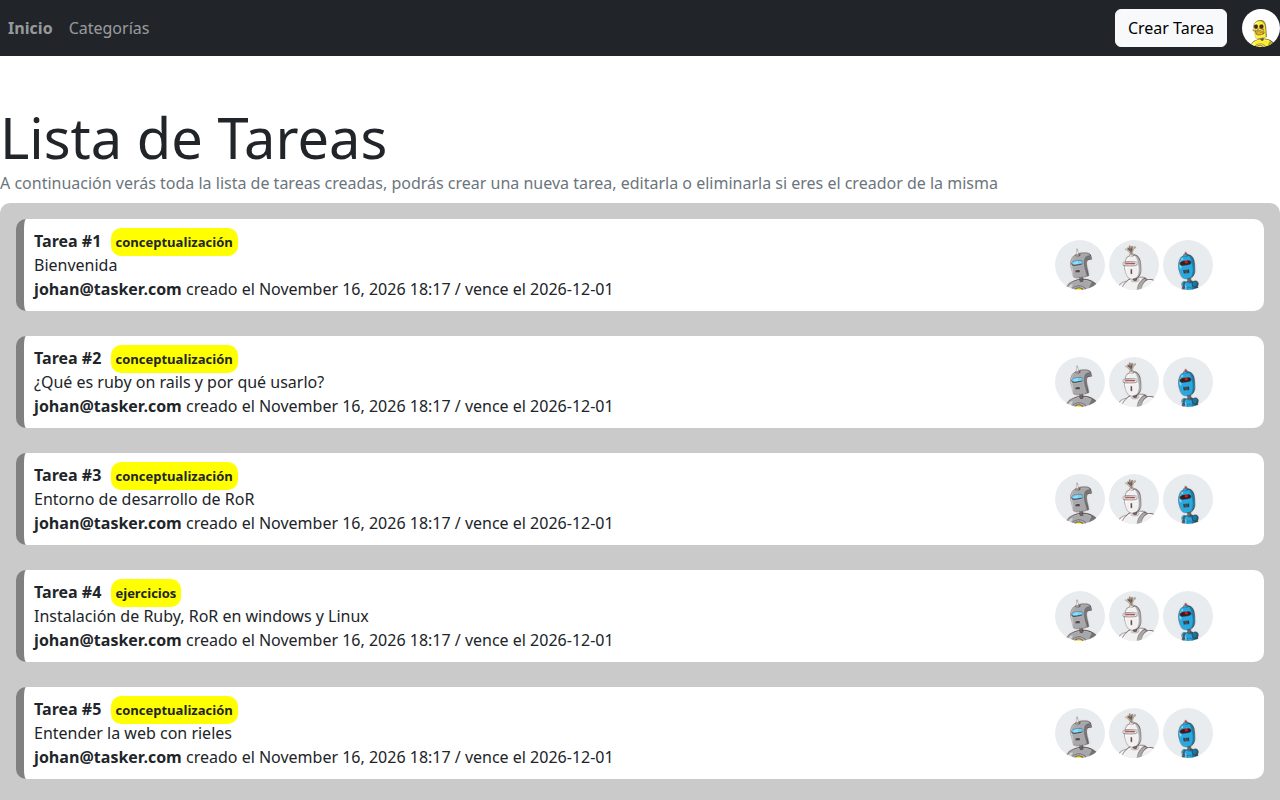 Inicio Categorías Crear Tarea
Lista de Tareas
A continuación verás toda la lista de tareas creadas, podrás crear una nueva tarea, editarla o eliminarla si eres el creador de la misma
Tarea #1 conceptualización
Bienvenida
johan@tasker.com creado el November 16, 2026 18:17 / vence el 2026-12-01
Tarea #2 conceptualización
¿Qué es ruby on rails y por qué usarlo?
johan@tasker.com creado el November 16, 2026 18:17 / vence el 2026-12-01
Tarea #3 conceptualización
Entorno de desarrollo de RoR
johan@tasker.com creado el November 16, 2026 18:17 / vence el 2026-12-01
Tarea #4 ejercicios
Instalación de Ruby, RoR en windows y Linux
johan@tasker.com creado el November 16, 2026 18:17 / vence el 2026-12-01
Tarea #5 conceptualización
Entender la web con rieles
johan@tasker.com creado el November 16, 2026 18:17 / vence el 2026-12-01